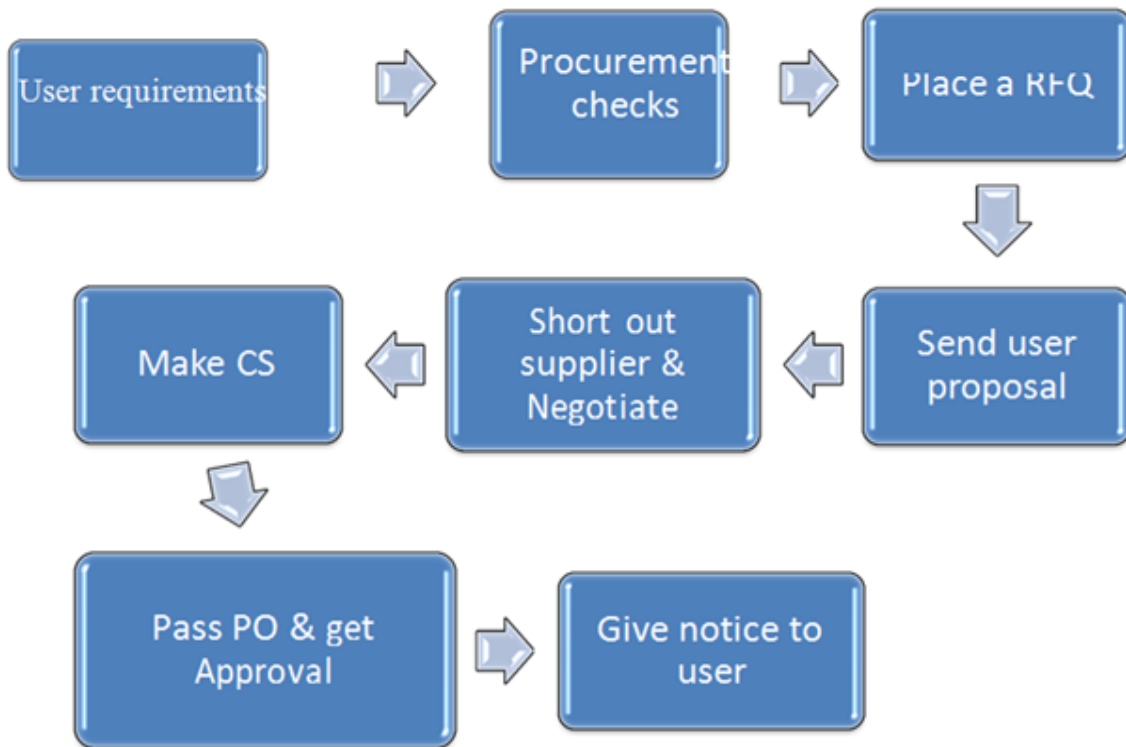 User requirements
Procurement
checks
Place a RFQ
Send user
proposal
Short out
supplier &
Negotiate
Make CS
Pass PO & get
Approval
Give notice to
user